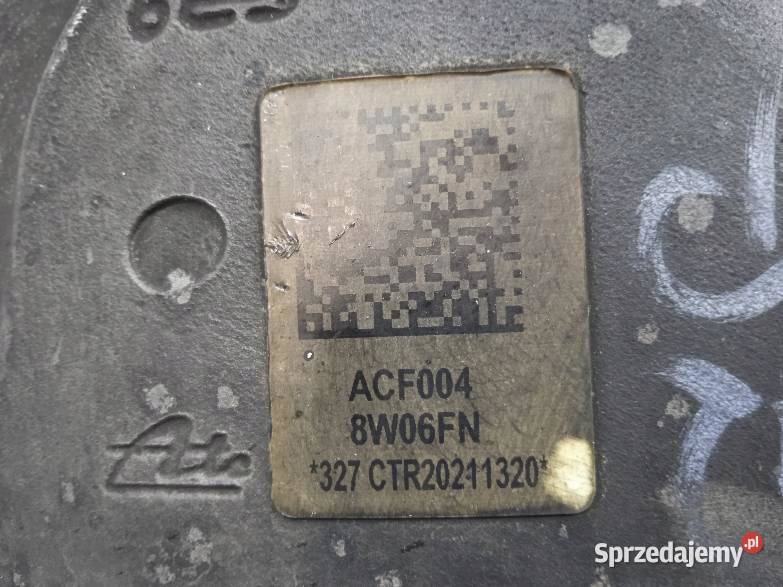 ACF004
8W06FN
*327 CTR20211320*
Ate
Sprzedajemy.pl